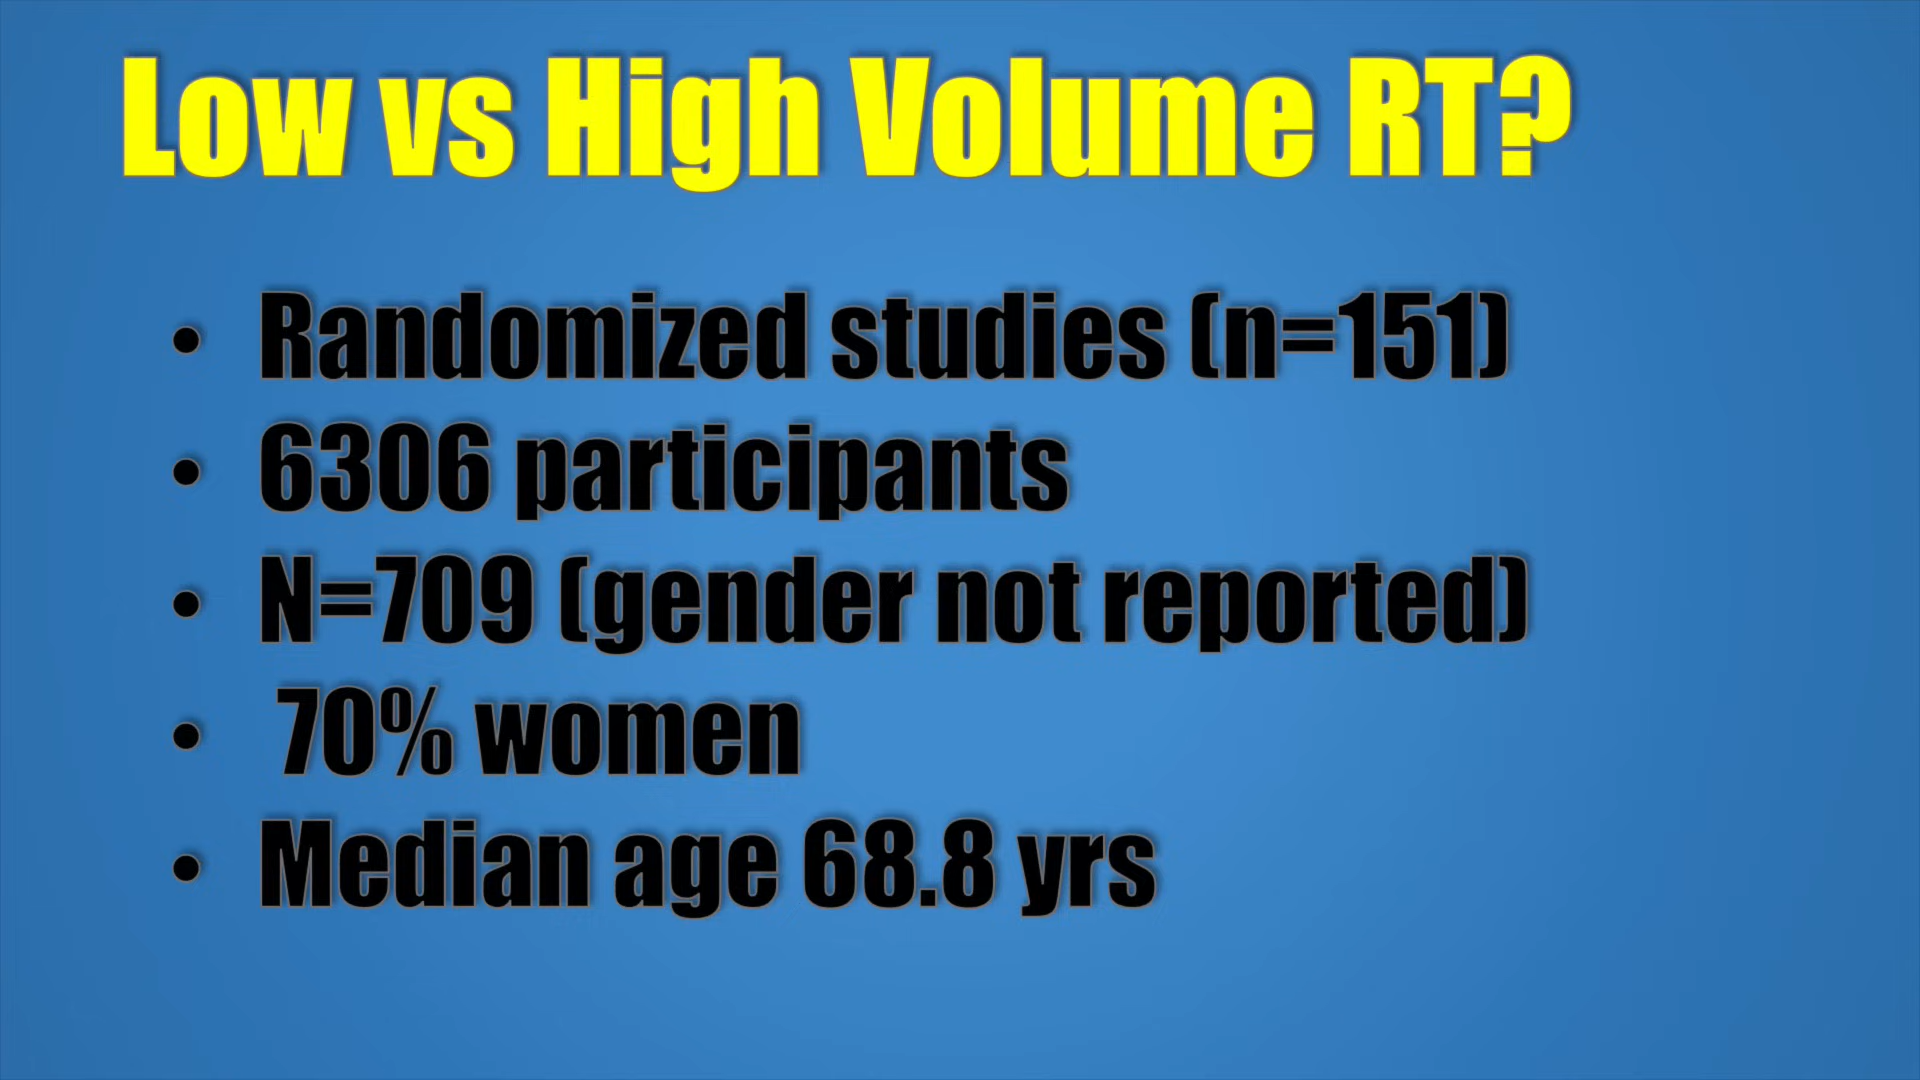 Low vs High Volume RT?
• Randomized studies (n=151)
• 6306 participants
• N=709 (gender not reported)
• 70% women
• Median age 68.8 yrs